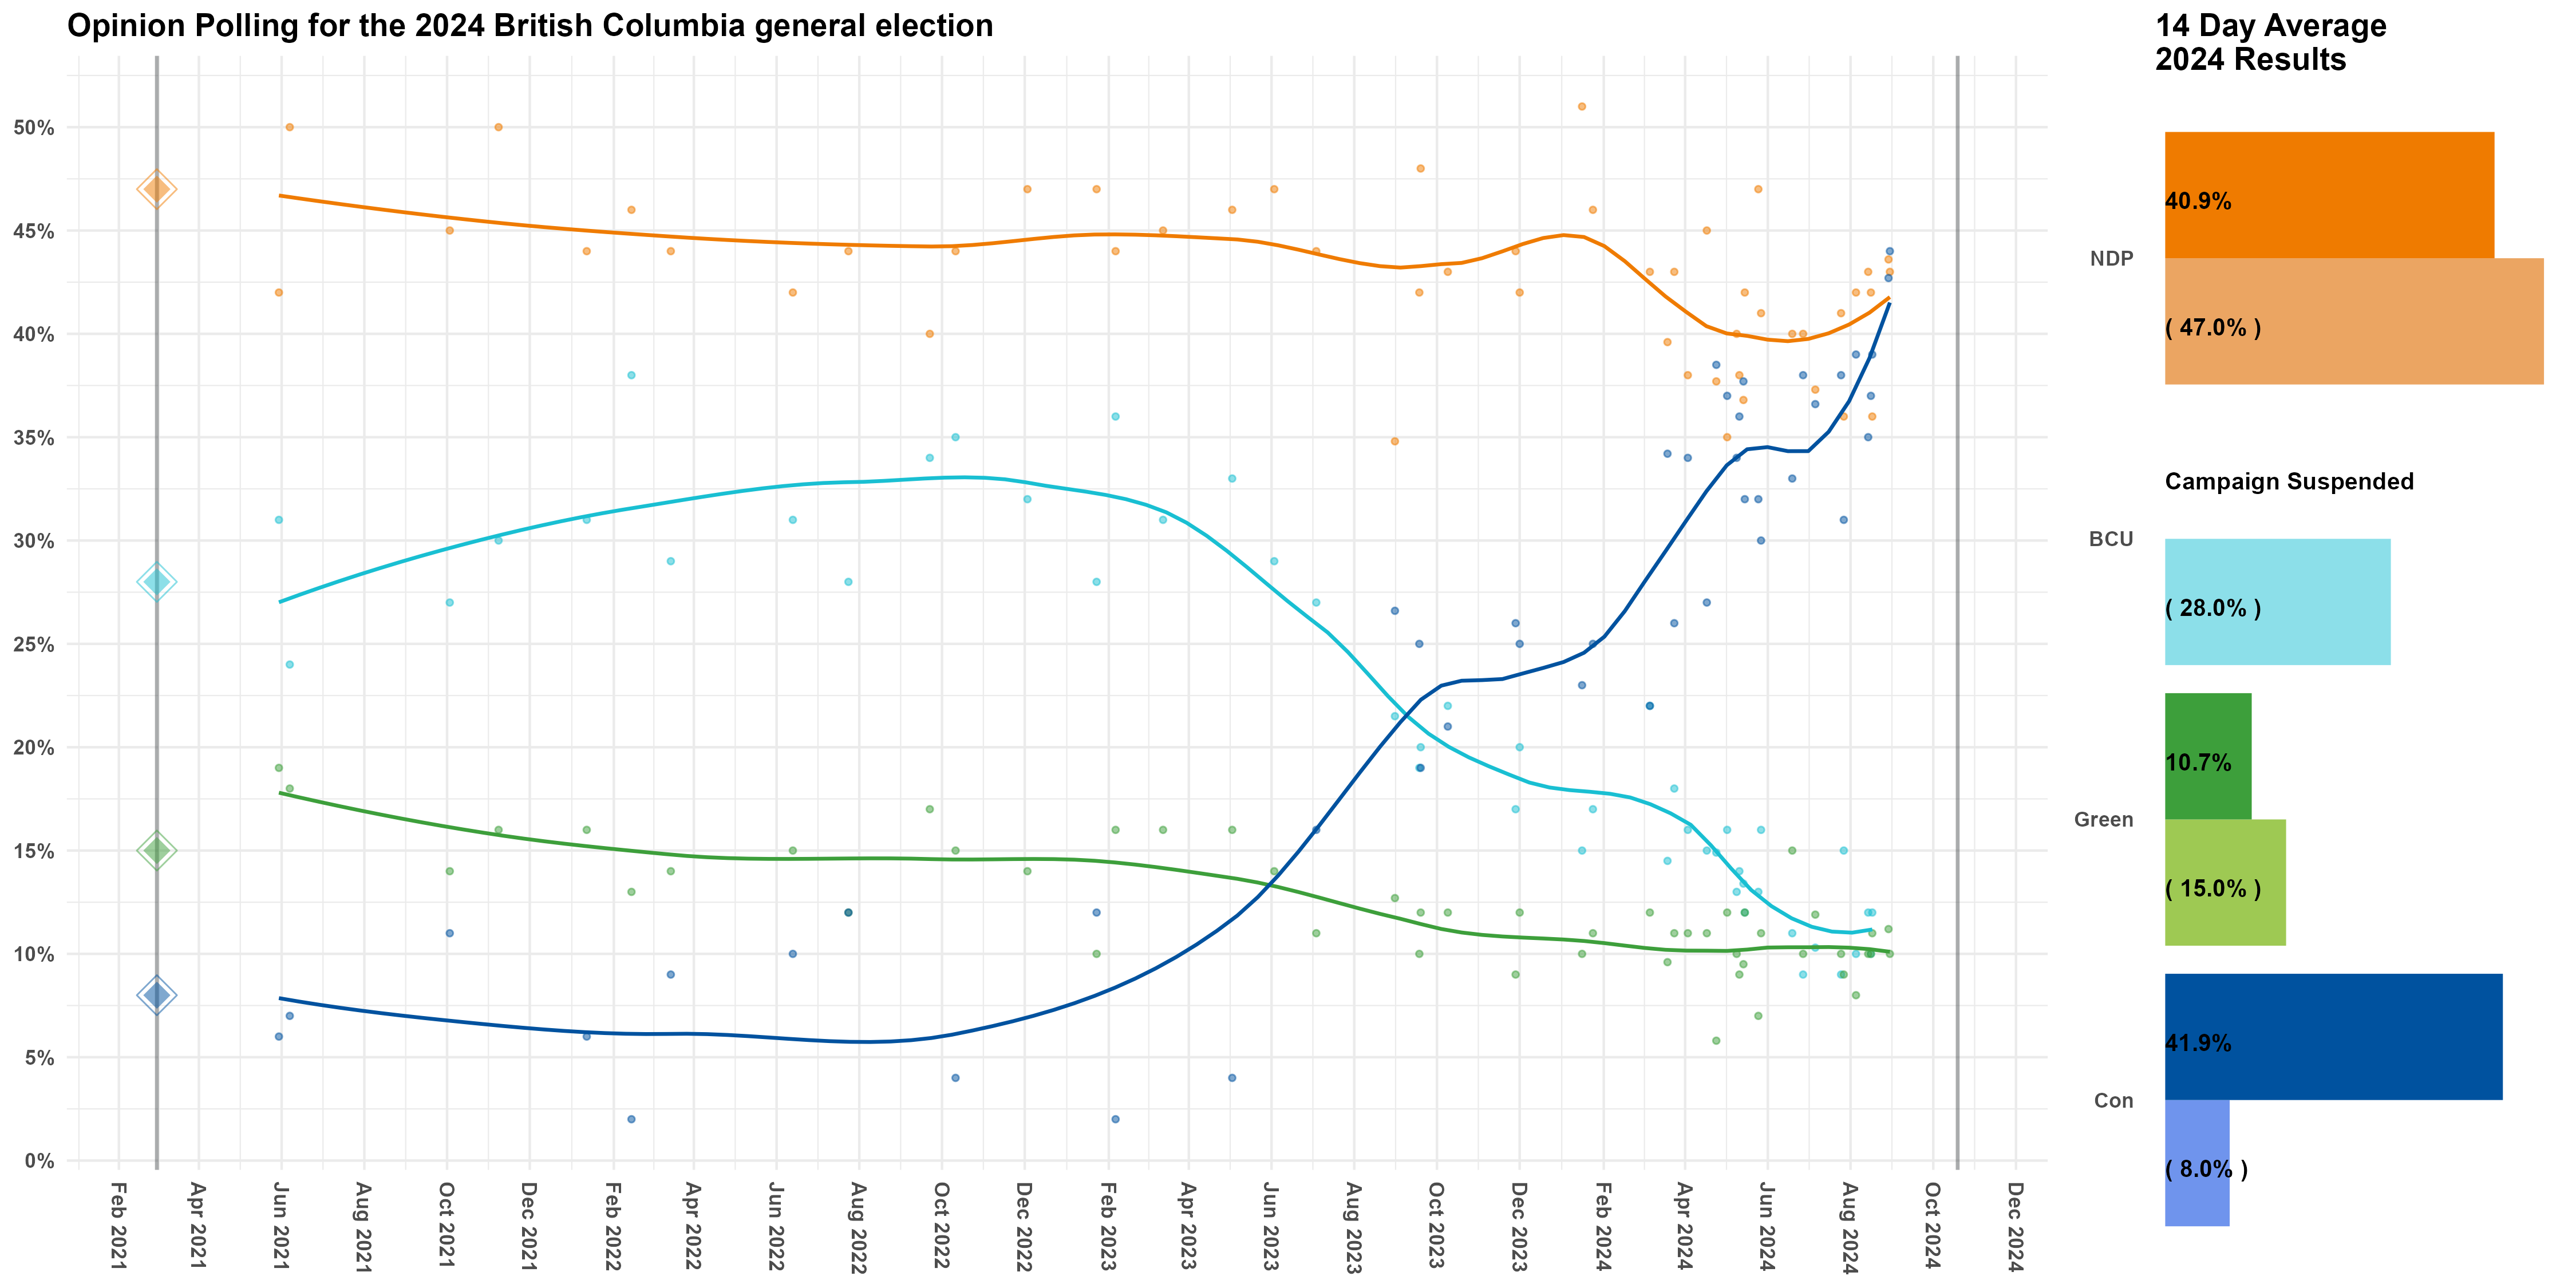 Opinion Polling for the 2024 British Columbia general election
50%
45%
40%
35%
30%
25%
20%
15%
10%
5%
0%
Feb 2021
Apr 2021
Jun 2021
Aug 2021
Oct 2021
Dec 2021
Feb 2022
Apr 2022
Jun 2022
Aug 2022
Oct 2022
Dec 2022
Feb 2023
Apr 2023
Jun 2023
Aug 2023
Oct 2023
Dec 2023
Feb 2024
Apr 2024
Jun 2024
Aug 2024
Oct 2024
Dec 2024
14 Day Average
2024 Results
40.9%
NDP
( 47.0% )
Campaign Suspended
BCU
( 28.0% )
10.7%
Green
( 15.0% )
41.9%
Con
( 8.0% )